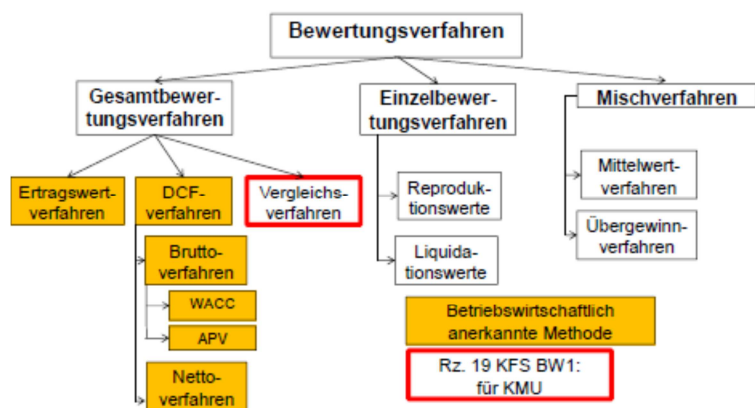 Bewertungsverfahren
Gesamtbewer-
tungsverfahren
Einzelbewer-
tungsverfahren
Mischverfahren
Ertragswert-
verfahren
DCF-
verfahren
Vergleichs-
verfahren
Brutto-
verfahren
WACC
APV
Netto-
verfahren
Reproduk-
tionswerte
Liquida-
tionswerte
Mittelwert-
verfahren
Übergewinn-
verfahren
Betriebswirtschaftlich
anerkannte Methode
Rz. 19 KFS BW1:
für KMU